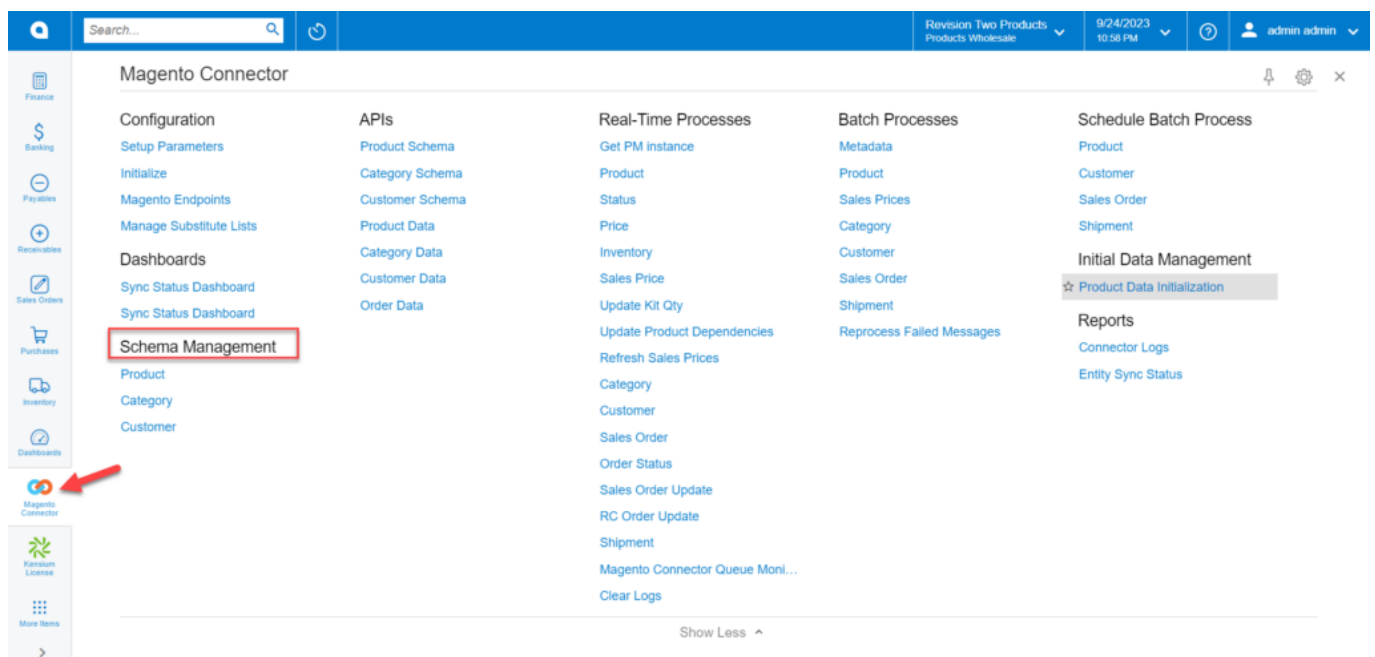 Search...
Revision Two Products
Products Wholesale
9/24/2023
10:58 PM
admin admin
Finance
Banking
Payables
Receivables
Sales Orders
Purchases
Inventory
Dashboards
Magento
Connector
Kensium
License
More Items
Magento Connector
Configuration
Setup Parameters
Initialize
Magento Endpoints
Manage Substitute Lists
Dashboards
Sync Status Dashboard
Sync Status Dashboard
Schema Management
Product
Category
Customer
APIs
Product Schema
Category Schema
Customer Schema
Product Data
Category Data
Customer Data
Order Data
Real-Time Processes
Get PM instance
Product
Status
Price
Inventory
Sales Price
Update Kit Qty
Update Product Dependencies
Refresh Sales Prices
Category
Customer
Sales Order
Order Status
Sales Order Update
RC Order Update
Shipment
Magento Connector Queue Moni...
Clear Logs
Batch Processes
Metadata
Product
Sales Prices
Category
Customer
Sales Order
Shipment
Reprocess Failed Messages
Schedule Batch Process
Product
Customer
Sales Order
Shipment
Initial Data Management
Product Data Initialization
Reports
Connector Logs
Entity Sync Status
Show Less